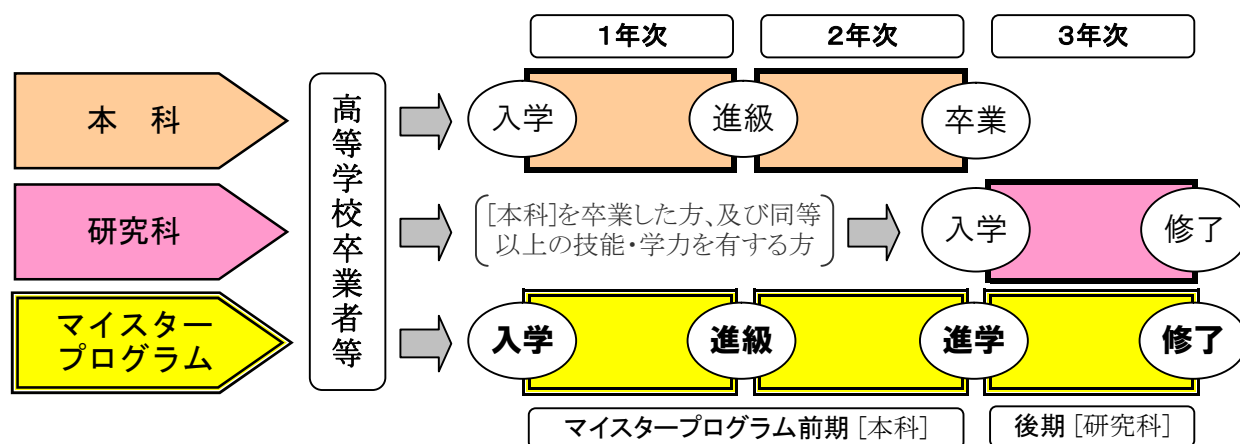 1年次
2年次
3年次
本　科
高等学校卒業者等
入学
進級
卒業
研究科
[本科]を卒業した方、及び同等
以上の技能・学力を有する方
入学
修了
マイスター
プログラム
入学
進級
進学
修了
マイスタープログラム前期 [本科]
後期 [研究科]